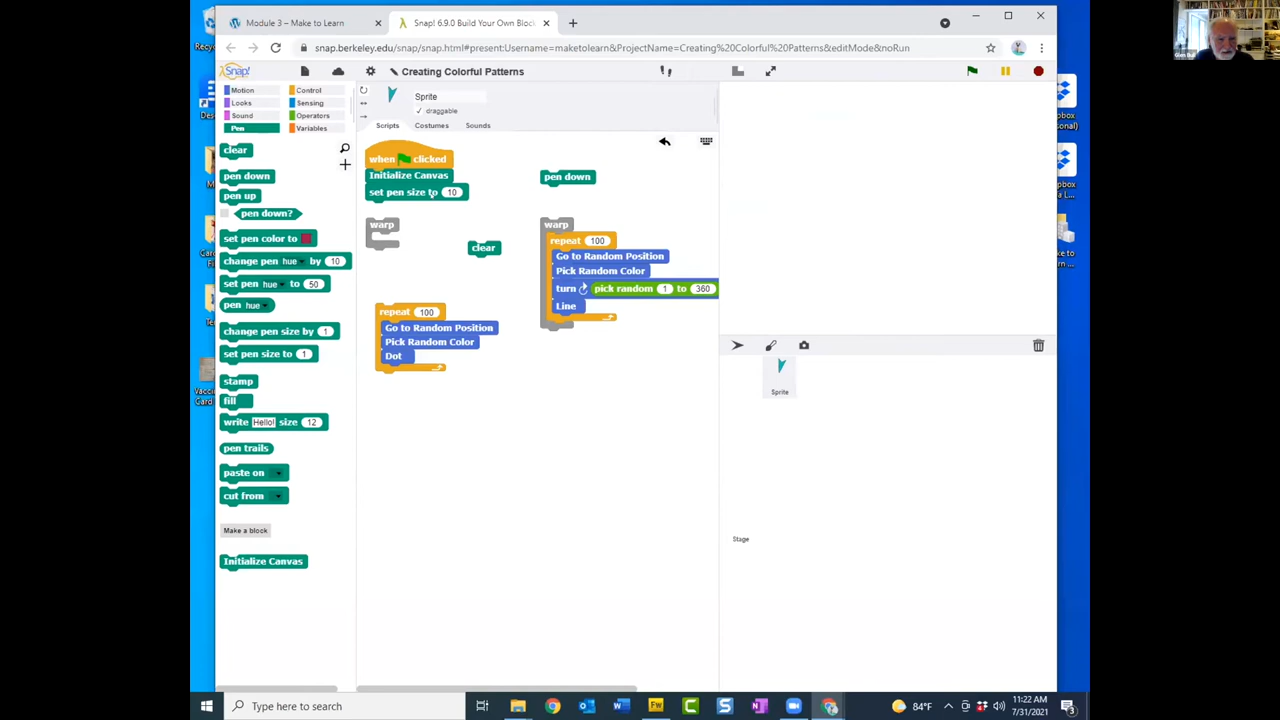 Module 3 – Make to Learn
Snap! 6.9.0 Build Your Own Block
snap.berkeley.edu/snap/snap.html#present:Username=maketolearn&ProjectName=Creating%20Colorful%20Patterns&editMode&noRun
Snap!
Creating Colorful Patterns
Motion
Control
Looks
Sensing
Sound
Operators
Pen
Variables
Sprite
draggable
Scripts
Costumes
Sounds
clear
pen down
pen up
pen down?
set pen color to
change pen hue by 10
set pen hue to 50
pen hue
change pen size by 1
set pen size to 1
stamp
fill
write Hello! size 12
pen trails
paste on
cut from
Make a block
Initialize Canvas
when clicked
Initialize Canvas
set pen size to 10
warp
clear
repeat 100
Go to Random Position
Pick Random Color
Dot
pen down
warp
repeat 100
Go to Random Position
Pick Random Color
turn pick random 1 to 360
Line
Sprite
Stage
Glen Bull
Type here to search
84°F
11:22 AM
7/31/2021